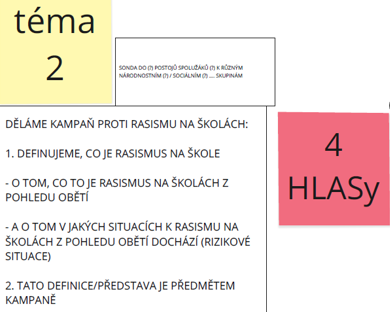 téma
2
SONDA DO (?) POSTOJŮ SPOLUŽÁKŮ (?) K RŮZNÝM
NÁRODNOSTNÍM (?) / SOCIÁLNÍM (?) .... SKUPINÁM
DĚLÁME KAMPAŇ PROTI RASISMU NA ŠKOLÁCH:
1. DEFINUJEME, CO JE RASISMUS NA ŠKOLE
- O TOM, CO TO JE RASISMUS NA ŠKOLÁCH Z
POHLEDU OBĚTÍ
- A O TOM V JAKÝCH SITUACÍCH K RASISMU NA
ŠKOLÁCH Z POHLEDU OBĚTÍ DOCHÁZÍ (RIZIKOVÉ
SITUACE)
2. TATO DEFINICE/PŘEDSTAVA JE PŘEDMĚTEM
KAMPANĚ
4
HLASy